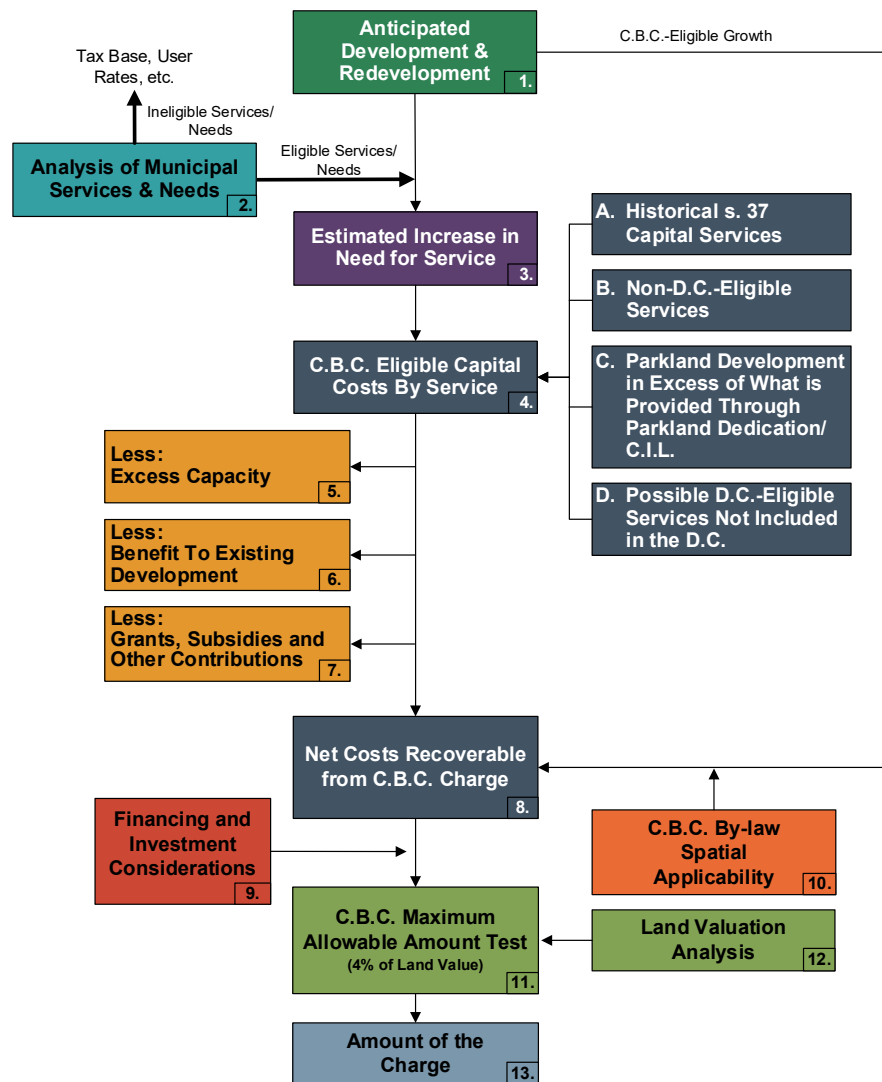 Anticipated
Development &
Redevelopment
1.
C.B.C.-Eligible Growth
Tax Base, User
Rates, etc.
Ineligible Services/
Needs
Analysis of Municipal
Services & Needs
2.
Eligible Services/
Needs
Estimated Increase in
Need for Service
3.
C.B.C. Eligible Capital
Costs By Service
4.
A. Historical s. 37
Capital Services
B. Non-D.C.-Eligible
Services
C. Parkland Development
in Excess of What is
Provided Through
Parkland Dedication/
C.I.L.
D. Possible D.C.-Eligible
Services Not Included
in the D.C.
Less:
Excess Capacity
5.
Less:
Benefit To Existing
Development
6.
Less:
Grants, Subsidies and
Other Contributions
7.
Net Costs Recoverable
from C.B.C. Charge
8.
Financing and
Investment
Considerations
9.
C.B.C. By-law
Spatial
Applicability
10.
C.B.C. Maximum
Allowable Amount Test
(4% of Land Value)
11.
Land Valuation
Analysis
12.
Amount of the
Charge
13.